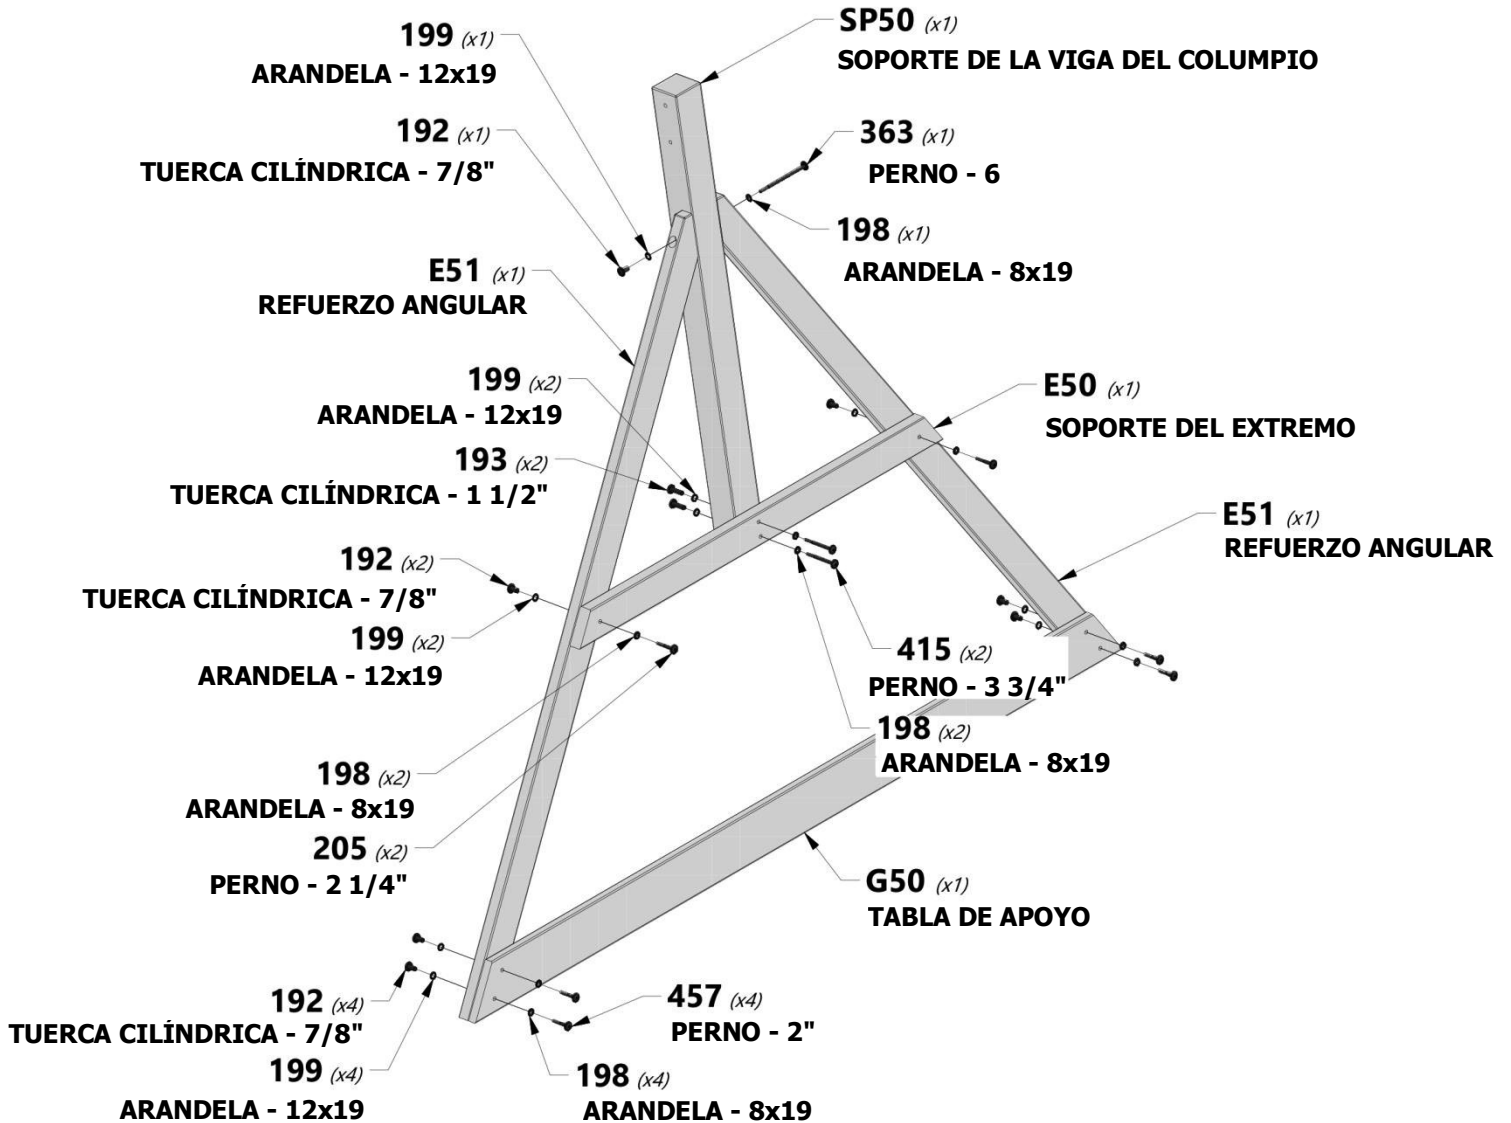 199 (x1)
ARANDELA - 12x19
192 (x1)
TUERCA CILÍNDRICA - 7/8"
SP50 (x1)
SOPORTE DE LA VIGA DEL COLUMPIO
363 (x1)
PERNO - 6
198 (x1)
ARANDELA - 8x19
E51 (x1)
REFUERZO ANGULAR
199 (x2)
ARANDELA - 12x19
193 (x2)
TUERCA CILÍNDRICA - 1 1/2"
E50 (x1)
SOPORTE DEL EXTREMO
E51 (x1)
REFUERZO ANGULAR
192 (x2)
TUERCA CILÍNDRICA - 7/8"
199 (x2)
ARANDELA - 12x19
415 (x2)
PERNO - 3 3/4"
198 (x2)
ARANDELA - 8x19
198 (x2)
ARANDELA - 8x19
205 (x2)
PERNO - 2 1/4"
G50 (x1)
TABLA DE APOYO
192 (x4)
TUERCA CILÍNDRICA - 7/8"
199 (x4)
ARANDELA - 12x19
457 (x4)
PERNO - 2"
198 (x4)
ARANDELA - 8x19